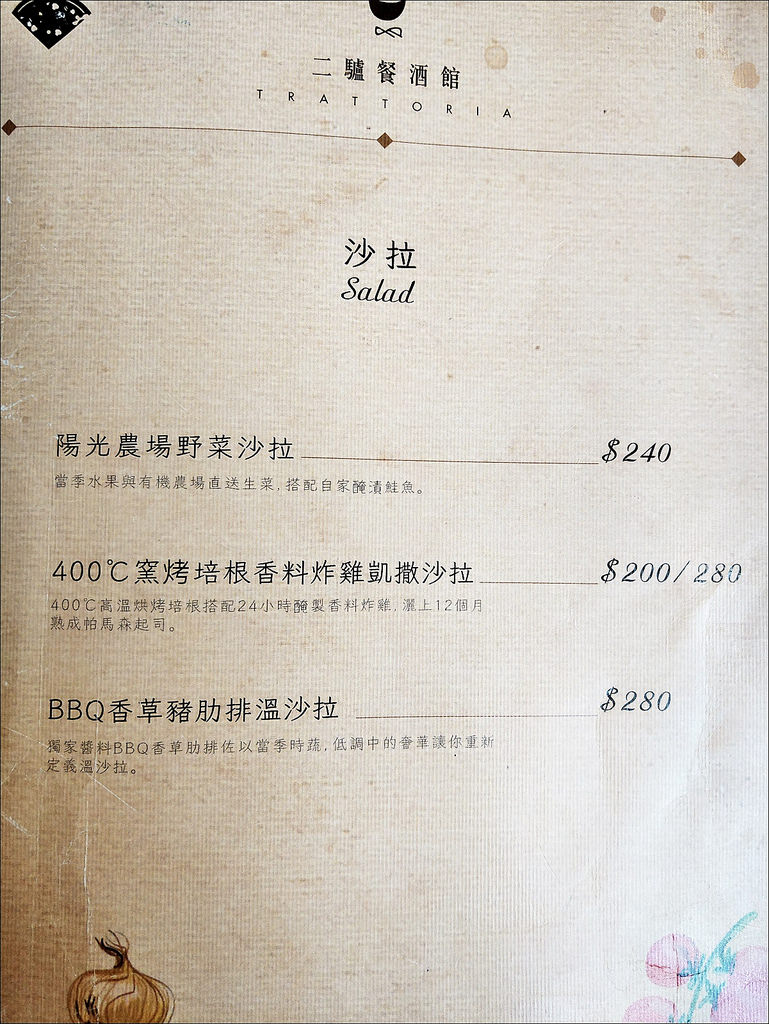 二驢餐酒館
TRATTORIA
沙拉
Salad
陽光農場野菜沙拉 $240
當季水果與有機農場直送生菜,搭配自家醃漬鮭魚。
400℃窯烤培根香料炸雞凱撒沙拉 $200/280
400℃高溫烘烤培根搭配24小時醃製香料炸雞,灑上12個月
熟成帕馬森起司。
BBQ香草豬肋排溫沙拉 $280
獨家醬料BBQ香草肋排佐以當季時蔬,低調中的奢華讓你重新
定義溫沙拉。